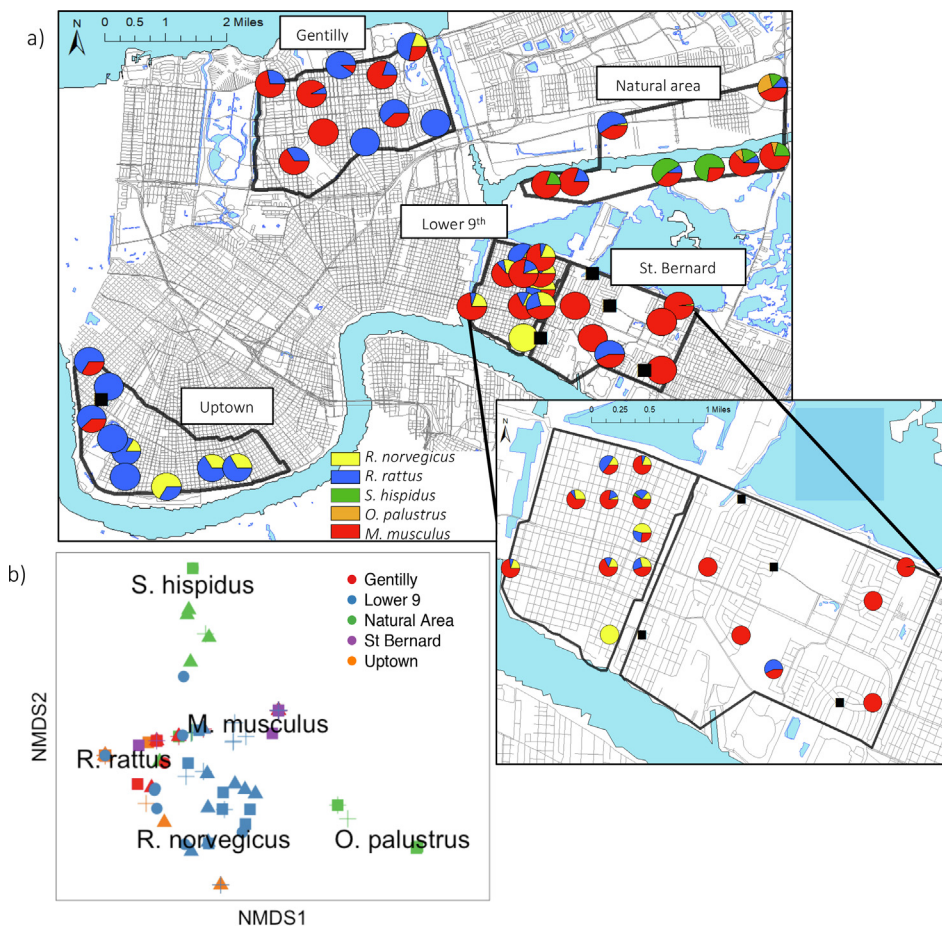 a)
0 1 2 Miles
N
Gentilly
Natural area
Lower 9th
St. Bernard
Uptown
R. norvegicus
R. rattus
S. hispidus
O. palustrus
M. musculus
0 0.25 0.5 1 Miles
N
b)
S. hispidus
Gentilly
Lower 9
Natural Area
St Bernard
Uptown
M. musculus
R. rattus
R. norvegicus
O. palustrus
NMDS2
NMDS1